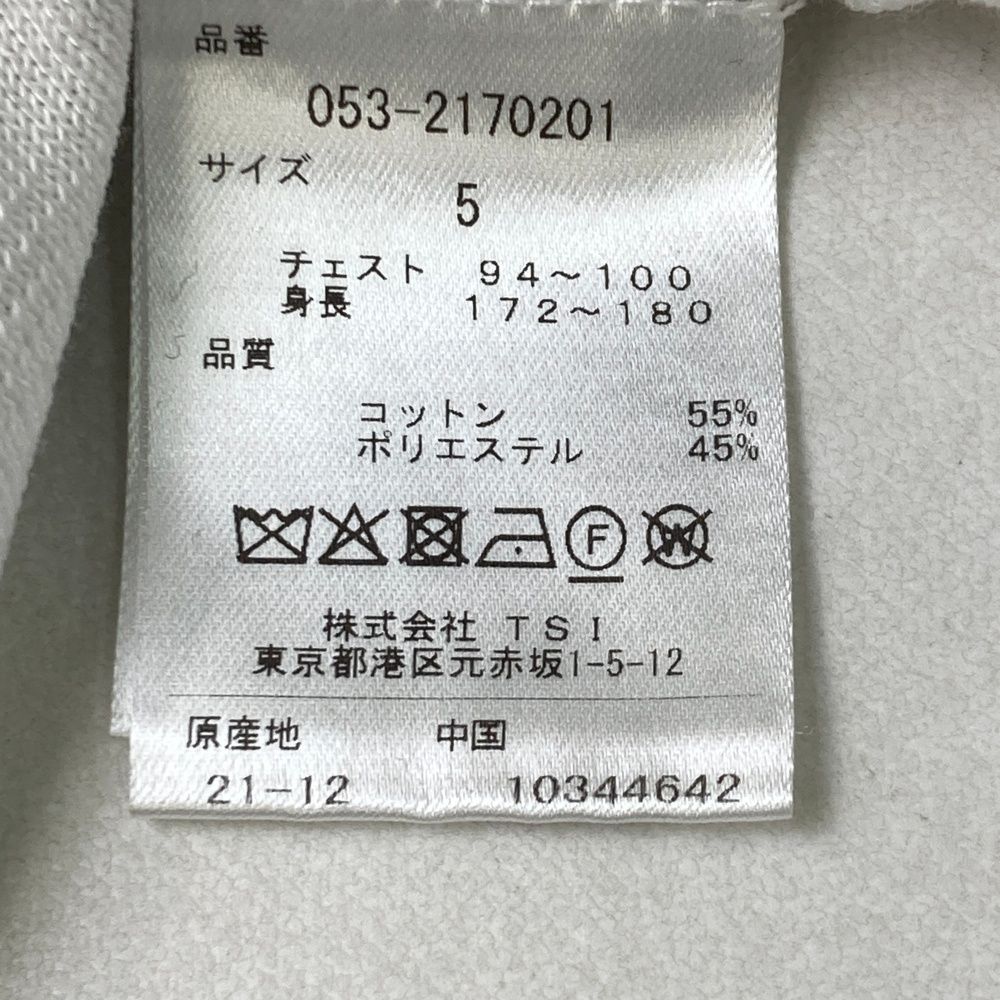 品番
053-2170201
サイズ
5
チェスト 94～100
身長 172～180
品質
コットン 55%
ポリエステル 45%
F W
株式会社 TSI
東京都港区元赤坂1-5-12
原産地 中国
21-12 10344642